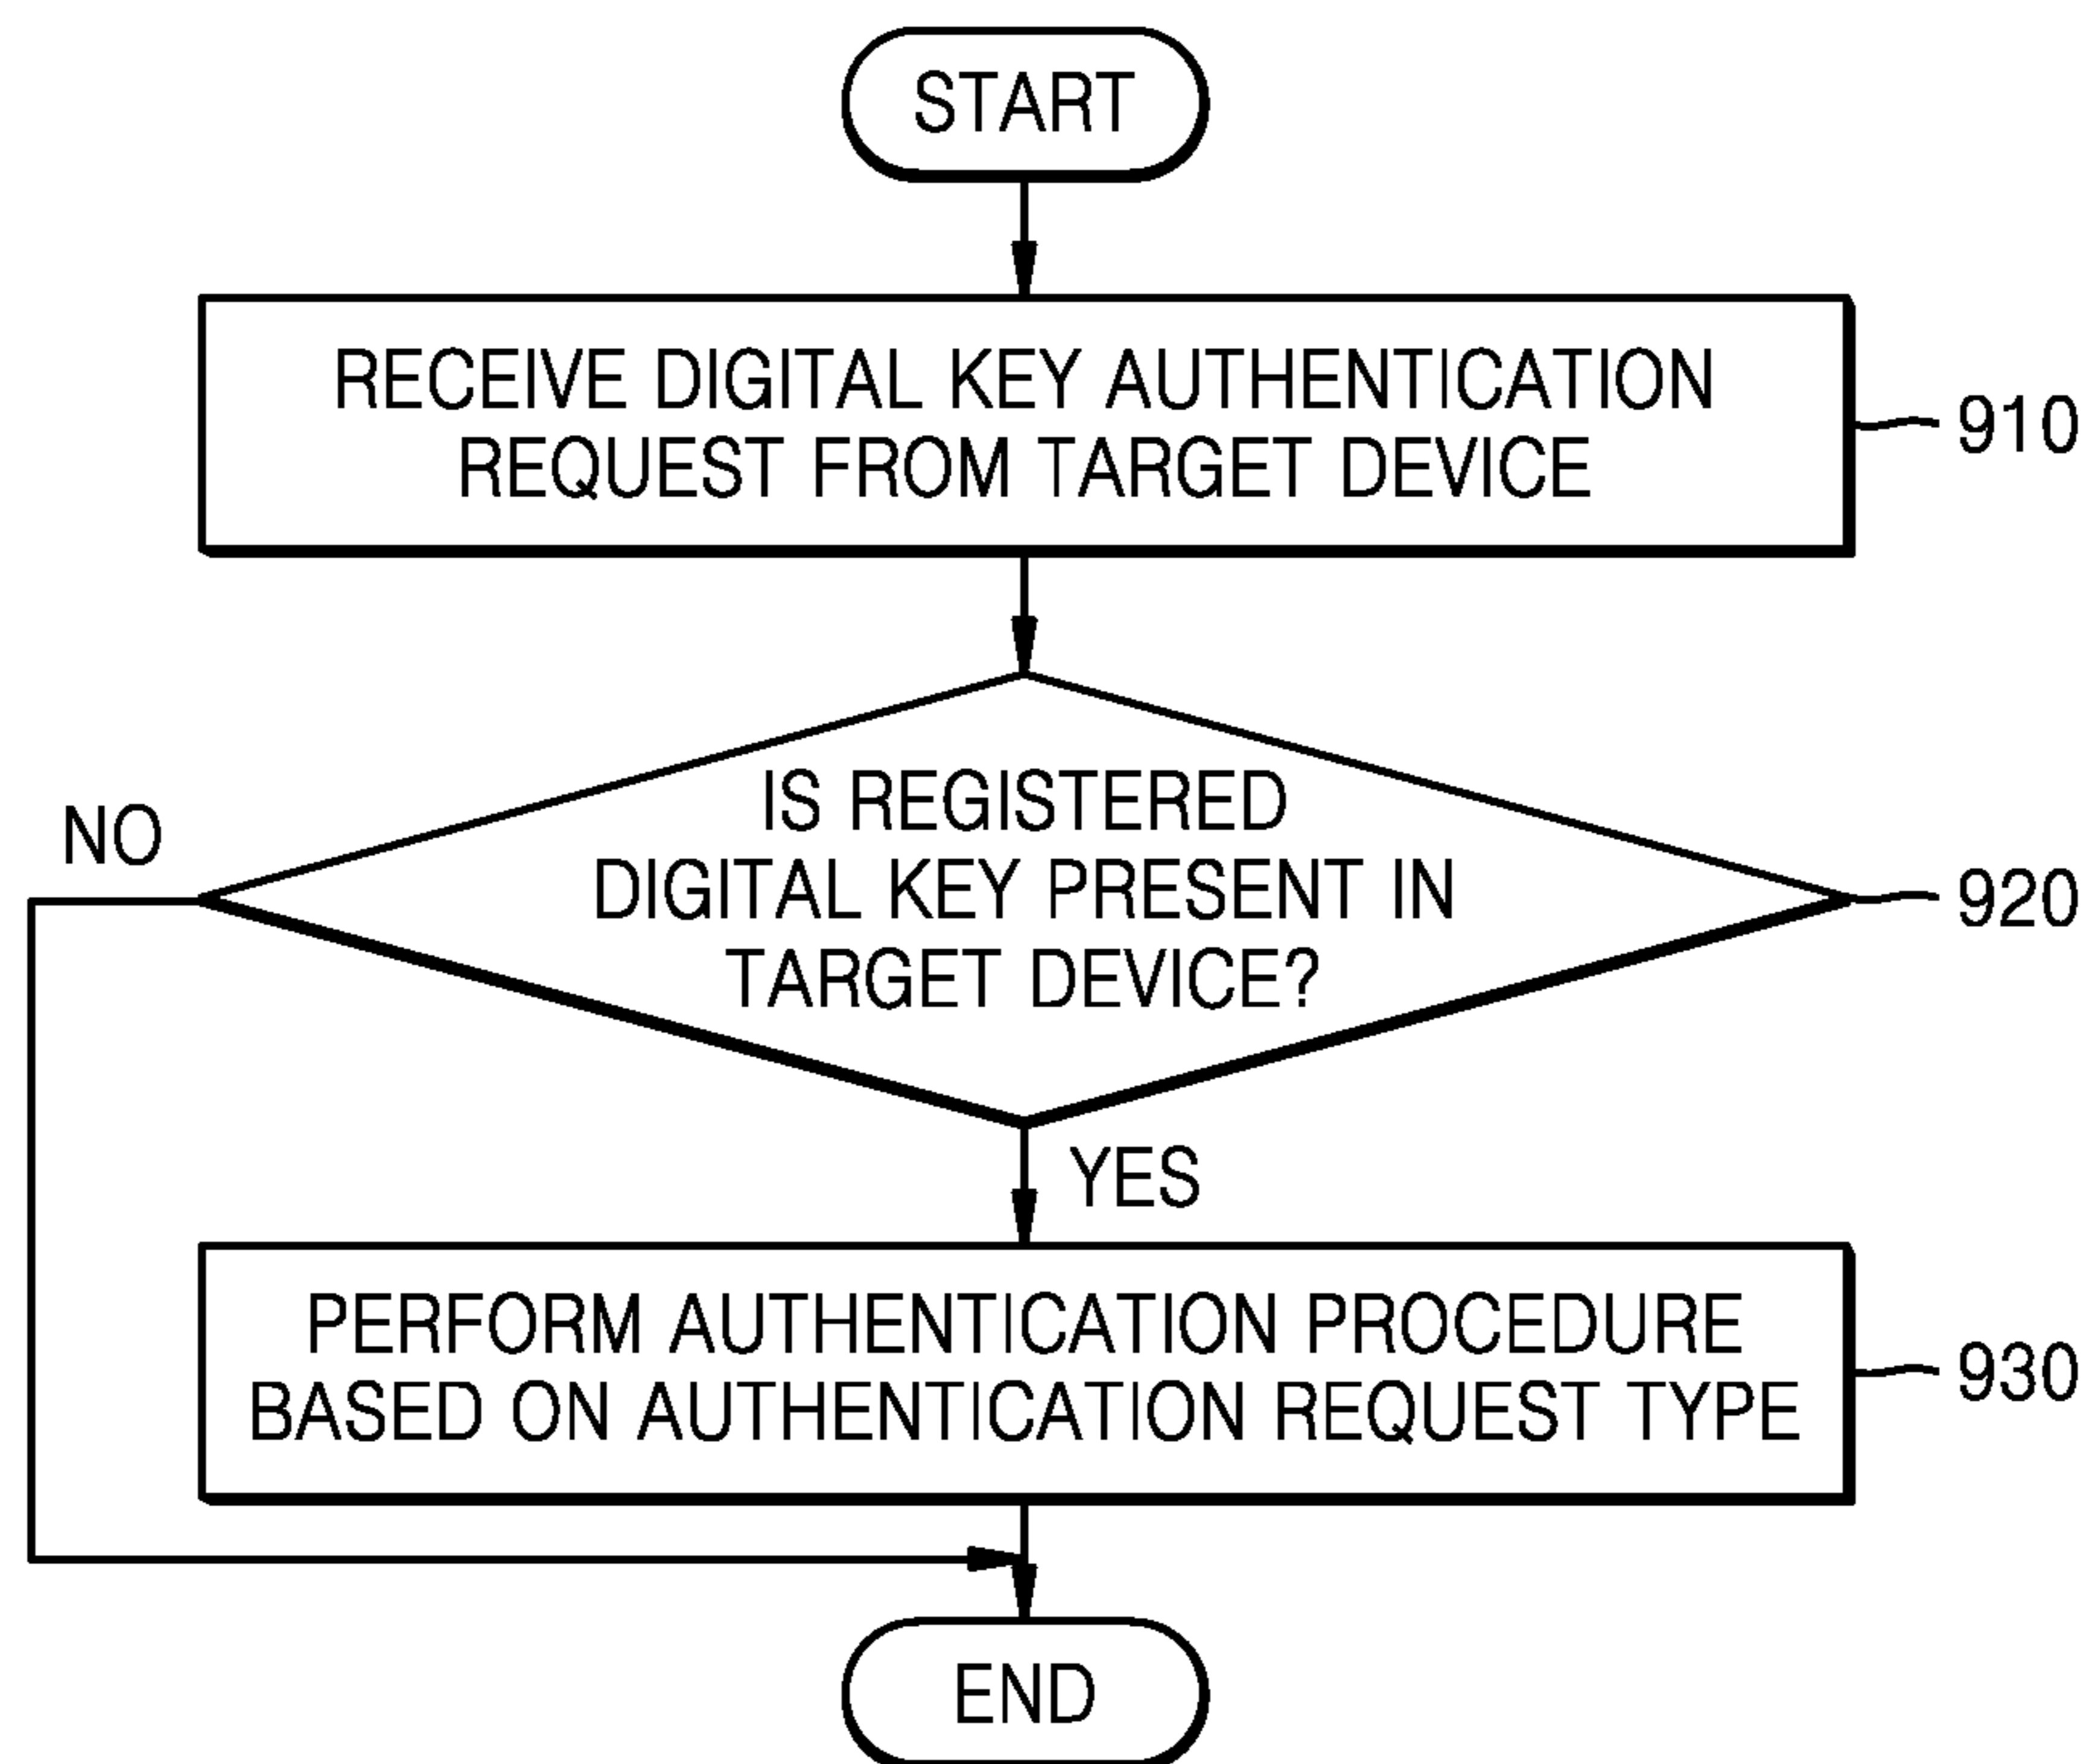 START
RECEIVE DIGITAL KEY AUTHENTICATION
REQUEST FROM TARGET DEVICE
910
IS REGISTERED
DIGITAL KEY PRESENT IN
TARGET DEVICE?
920
NO
YES
PERFORM AUTHENTICATION PROCEDURE
BASED ON AUTHENTICATION REQUEST TYPE
930
END